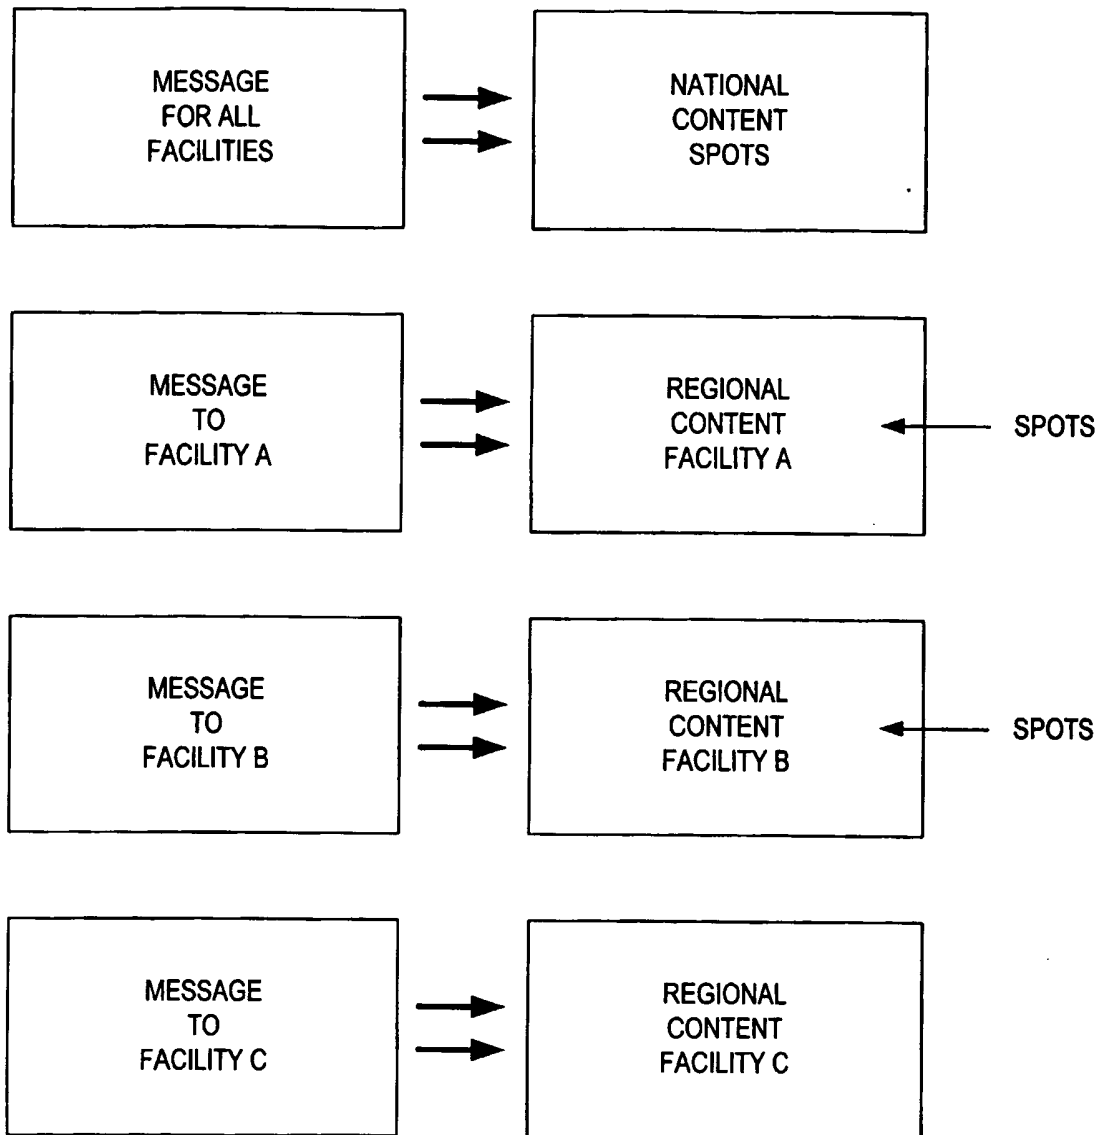 MESSAGE
FOR ALL
FACILITIES
NATIONAL
CONTENT
SPOTS
MESSAGE
TO
FACILITY A
REGIONAL
CONTENT
FACILITY A
SPOTS
MESSAGE
TO
FACILITY B
REGIONAL
CONTENT
FACILITY B
SPOTS
MESSAGE
TO
FACILITY C
REGIONAL
CONTENT
FACILITY C